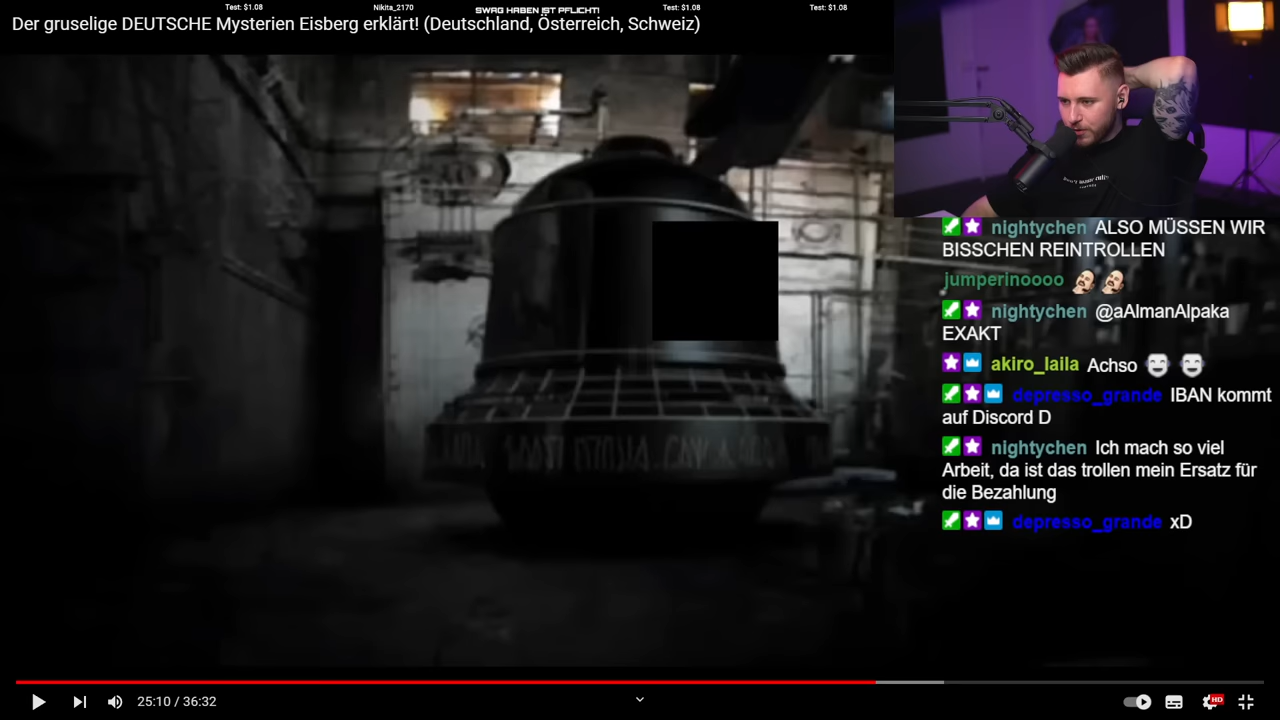 Test: $1.08
Nikita_2170
SWAG HABEN IST PFLICHT!
Test: $1.08
Test: $1.08
Der gruselige DEUTSCHE Mysterien Eisberg erklärt! (Deutschland, Österreich, Schweiz)
nightychen ALSO MÜSSEN WIR
BISSCHEN REINTROLLEN
jumperinoooo
nightychen @aAlmanAlpaka
EXAKT
akiro_laila Achso
depresso_grande IBAN kommt
auf Discord D
nightychen Ich mach so viel
Arbeit, da ist das trollen mein Ersatz für
die Bezahlung
depresso_grande xD
25:10 / 36:32
HD